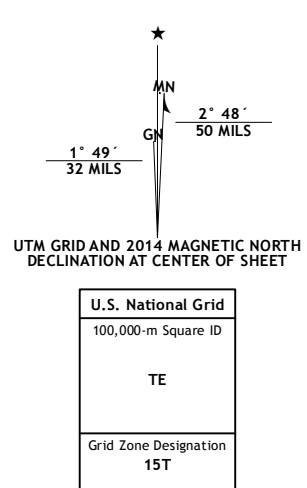 ★
MN
2° 48´
50 MILS
GN
1° 49´
32 MILS
UTM GRID AND 2014 MAGNETIC NORTH
DECLINATION AT CENTER OF SHEET
U.S. National Grid
100,000-m Square ID
TE
Grid Zone Designation
15T